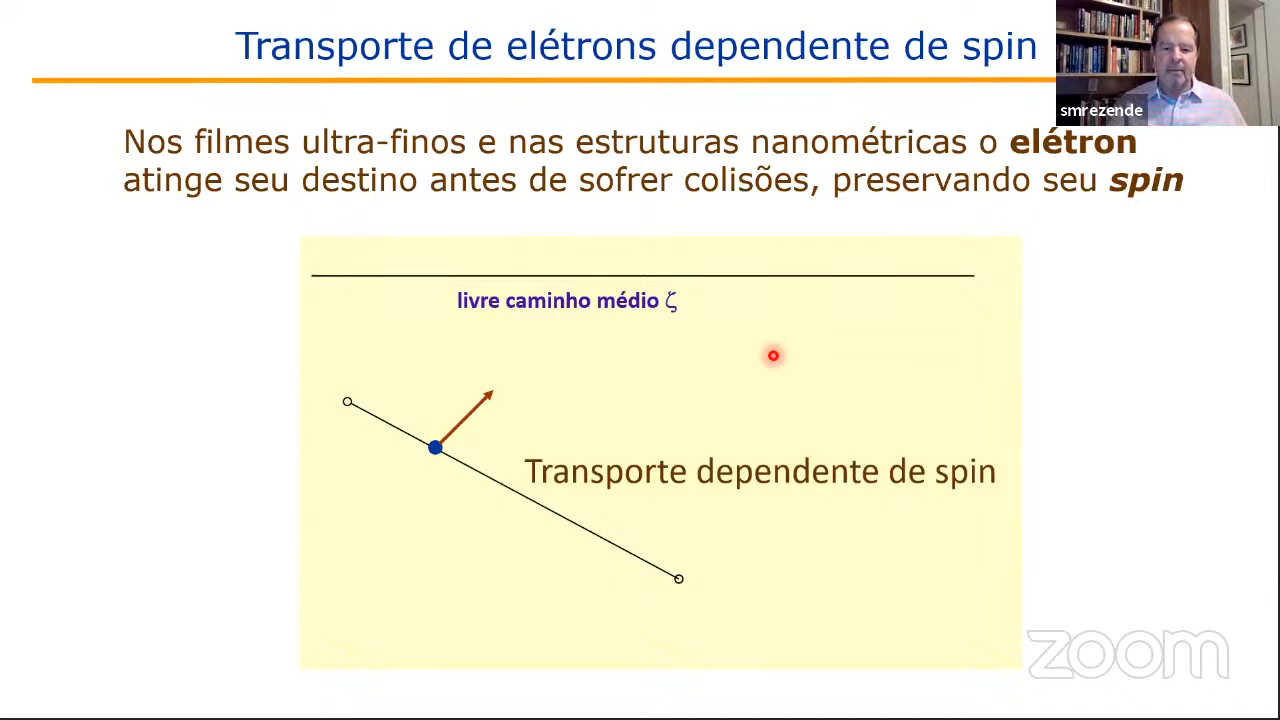 Transporte de elétrons dependente de spin
smrezende
Nos filmes ultra-finos e nas estruturas nanométricas o elétron
atinge seu destino antes de sofrer colisões, preservando seu spin
livre caminho médio ζ
Transporte dependente de spin
zoom